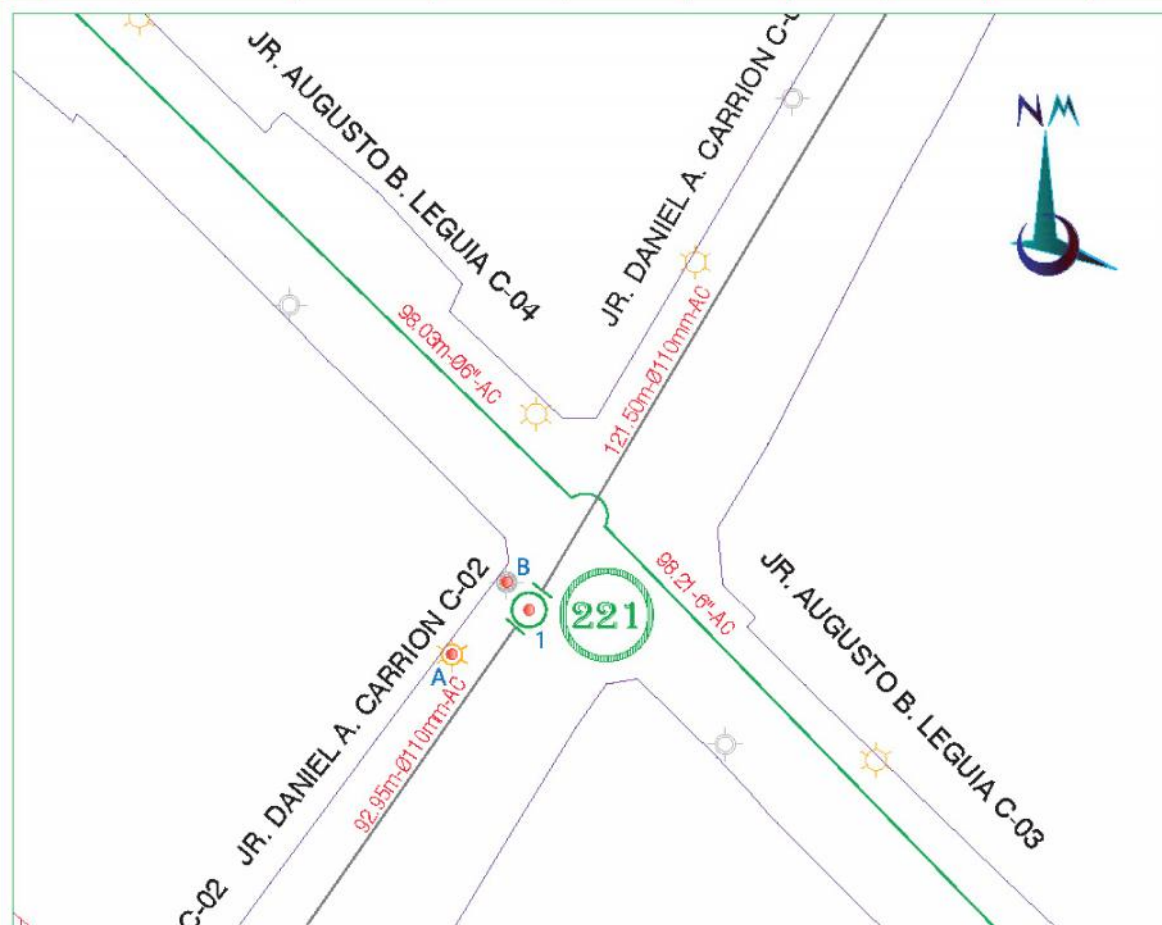 JR. AUGUSTO B. LEGUIA C-04
JR. DANIEL A. CARRION
NM
98.03m-Ø6"-AC
121.50m-Ø110mm-AC
98.21-6"-AC
JR. AUGUSTO B. LEGUIA C-03
B
221
1
A
JR. DANIEL A. CARRION C-02
92.95m-Ø110mm-AC
C-02